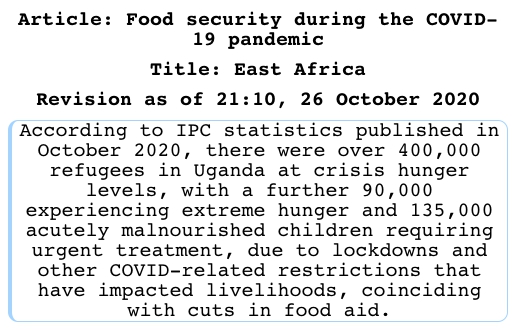 Article: Food security during the COVID-
19 pandemic
Title: East Africa
Revision as of 21:10, 26 October 2020
According to IPC statistics published in
October 2020, there were over 400,000
refugees in Uganda at crisis hunger
levels, with a further 90,000
experiencing extreme hunger and 135,000
acutely malnourished children requiring
urgent treatment, due to lockdowns and
other COVID-related restrictions that
have impacted livelihoods, coinciding
with cuts in food aid.